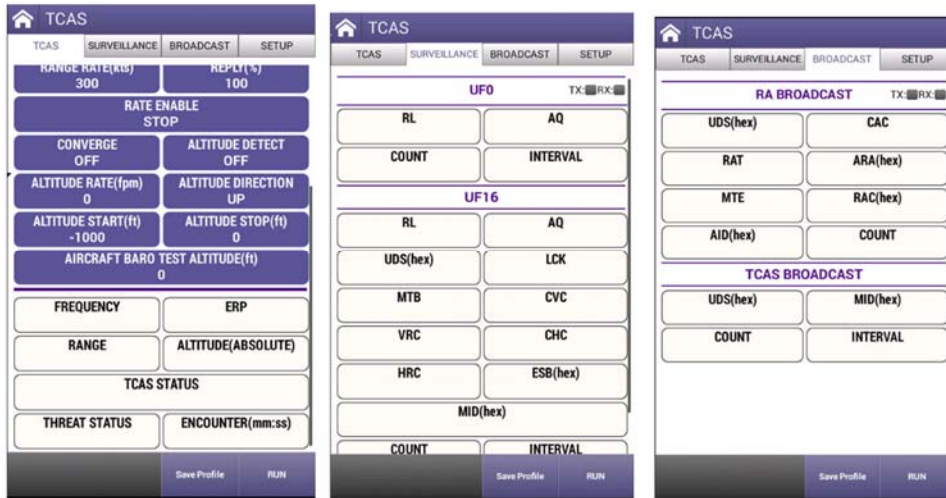 TCAS
TCAS SURVEILLANCE BROADCAST SETUP
RANGE RATE(kts) REPLY(%)
300 100
RATE ENABLE
STOP
CONVERGE ALTITUDE DETECT
OFF OFF
ALTITUDE RATE(fpm) ALTITUDE DIRECTION
0 UP
ALTITUDE START(ft) ALTITUDE STOP(ft)
-1000 0
AIRCRAFT BARO TEST ALTITUDE(ft)
0
FREQUENCY ERP
RANGE ALTITUDE(ABSOLUTE)
TCAS STATUS
THREAT STATUS ENCOUNTER(mm:ss)
Save Profile RUN
TCAS
TCAS SURVEILLANCE BROADCAST SETUP
UF0 TX: RX:
RL AQ
COUNT INTERVAL
UF16
RL AQ
UDS(hex) LCK
MTB CVC
VRC CHC
HRC ESB(hex)
MID(hex)
COUNT INTERVAL
Save Profile RUN
TCAS
TCAS SURVEILLANCE BROADCAST SETUP
RA BROADCAST TX: RX:
UDS(hex) CAC
RAT ARA(hex)
MTE RAC(hex)
AID(hex) COUNT
TCAS BROADCAST
UDS(hex) MID(hex)
COUNT INTERVAL
Save Profile RUN